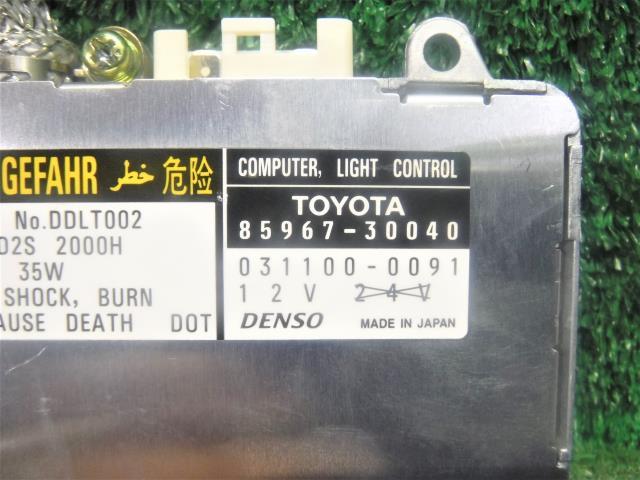 GEFAHR خطر 危险
No.DDLT002
D2S 2000H
35W
SHOCK, BURN
AUSE DEATH DOT
COMPUTER, LIGHT CONTROL
TOYOTA
85967-30040
031100-0091
12V 24V
DENSO MADE IN JAPAN